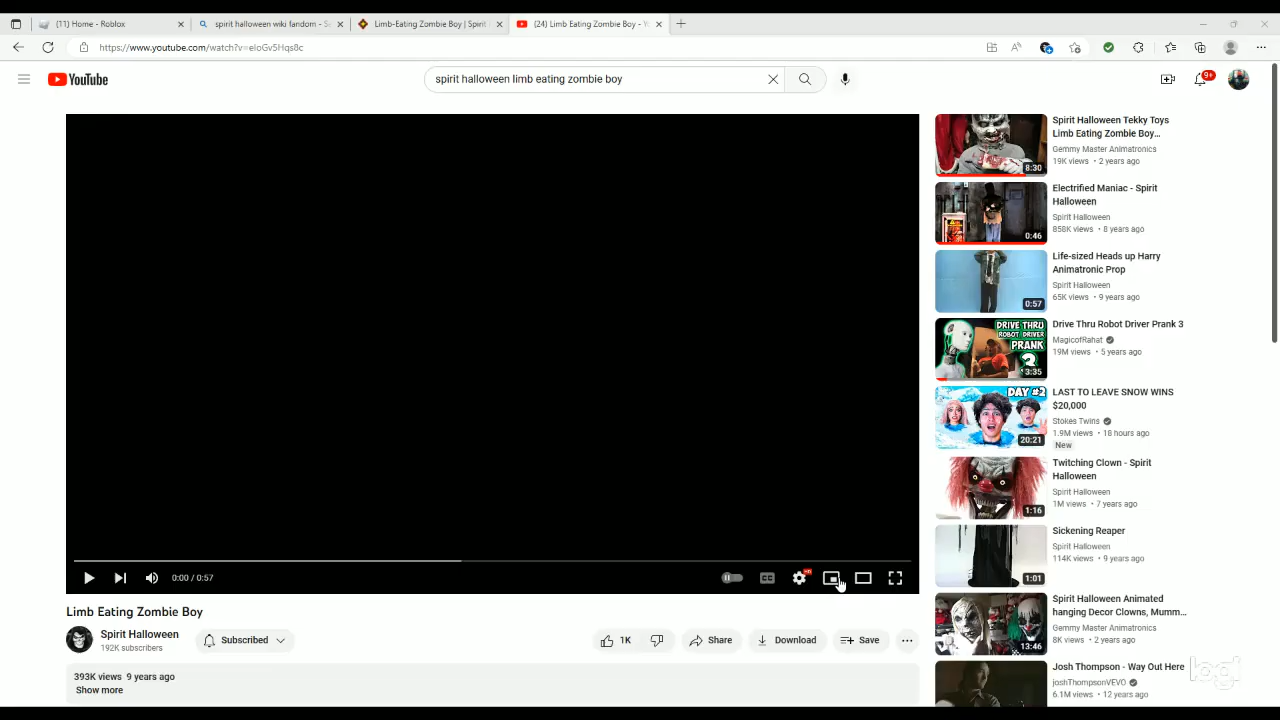 (11) Home - Roblox
spirit halloween wiki fandom - S
Limb-Eating Zombie Boy | Spirit
(24) Limb Eating Zombie Boy - Yo
https://www.youtube.com/watch?v=eIoGv5Hqs8c
YouTube
spirit halloween limb eating zombie boy
9+
8:30
Spirit Halloween Tekky Toys
Limb Eating Zombie Boy...
Gemmy Master Animatronics
19K views • 2 years ago
0:46
Electrified Maniac - Spirit
Halloween
Spirit Halloween
858K views • 8 years ago
0:57
Life-sized Heads up Harry
Animatronic Prop
Spirit Halloween
65K views • 9 years ago
DRIVE THRU
ROBOT DRIVER
PRANK
3
3:35
Drive Thru Robot Driver Prank 3
MagicofRahat
19M views • 5 years ago
DAY #2
20:21
LAST TO LEAVE SNOW WINS
$20,000
Stokes Twins
1.9M views • 18 hours ago
New
1:16
Twitching Clown - Spirit
Halloween
Spirit Halloween
1M views • 7 years ago
1:01
Sickening Reaper
Spirit Halloween
114K views • 9 years ago
13:46
Spirit Halloween Animated
hanging Decor Clowns, Mumm...
Gemmy Master Animatronics
8K views • 2 years ago
Josh Thompson - Way Out Here
joshThompsonVEVO
6.1M views • 12 years ago
0:00 / 0:57
CC
HD
Limb Eating Zombie Boy
Spirit Halloween
192K subscribers
Subscribed
1K
Share
Download
Save
393K views 9 years ago
Show more
logi